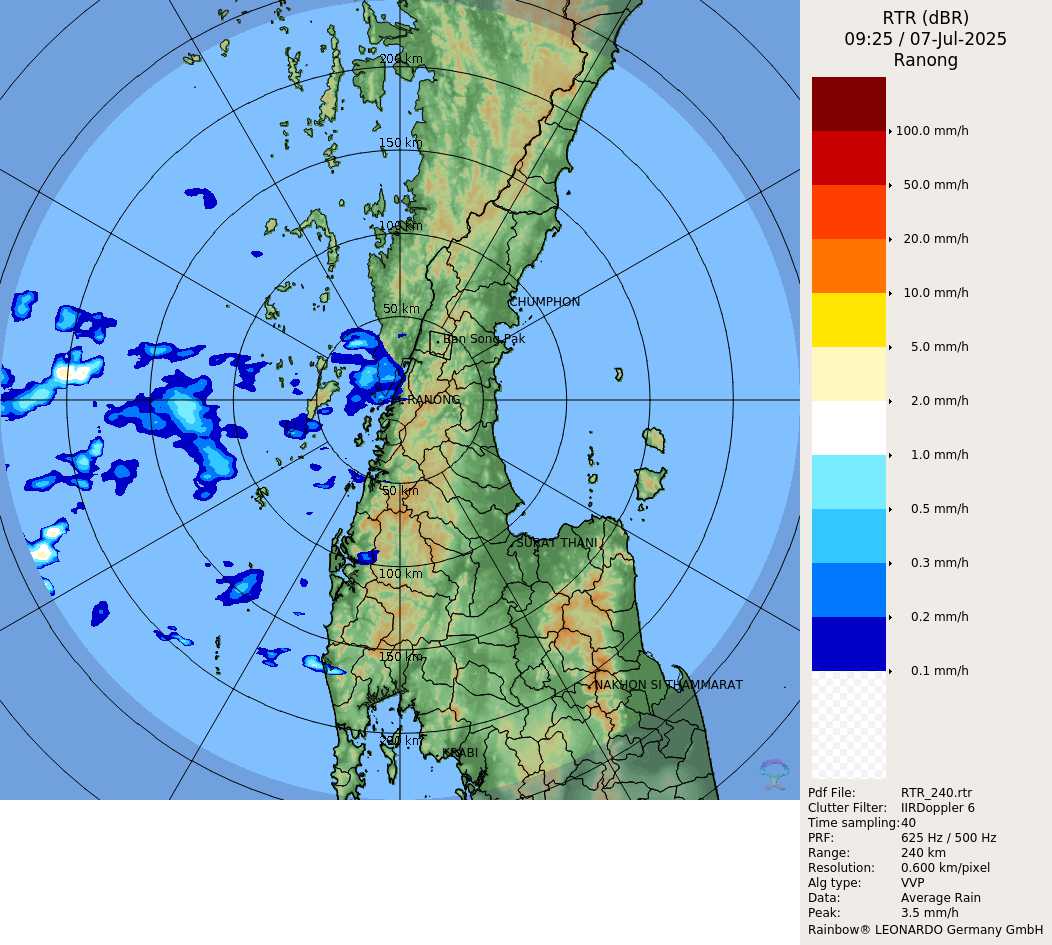 RTR (dBR)
09:25 / 07-Jul-2025
Ranong
200 km
150 km
100 km
50 km
CHUMPHON
Ban Song Pak
RANONG
50 km
SURAT THANI
100 km
150 km
NAKHON SI THAMMARAT
200 km
KRABI
100.0 mm/h
50.0 mm/h
20.0 mm/h
10.0 mm/h
5.0 mm/h
2.0 mm/h
1.0 mm/h
0.5 mm/h
0.3 mm/h
0.2 mm/h
0.1 mm/h
Pdf File: RTR_240.rtr
Clutter Filter: IIRDoppler 6
Time sampling:40
PRF: 625 Hz / 500 Hz
Range: 240 km
Resolution: 0.600 km/pixel
Alg type: VVP
Data: Average Rain
Peak: 3.5 mm/h
Rainbow® LEONARDO Germany GmbH